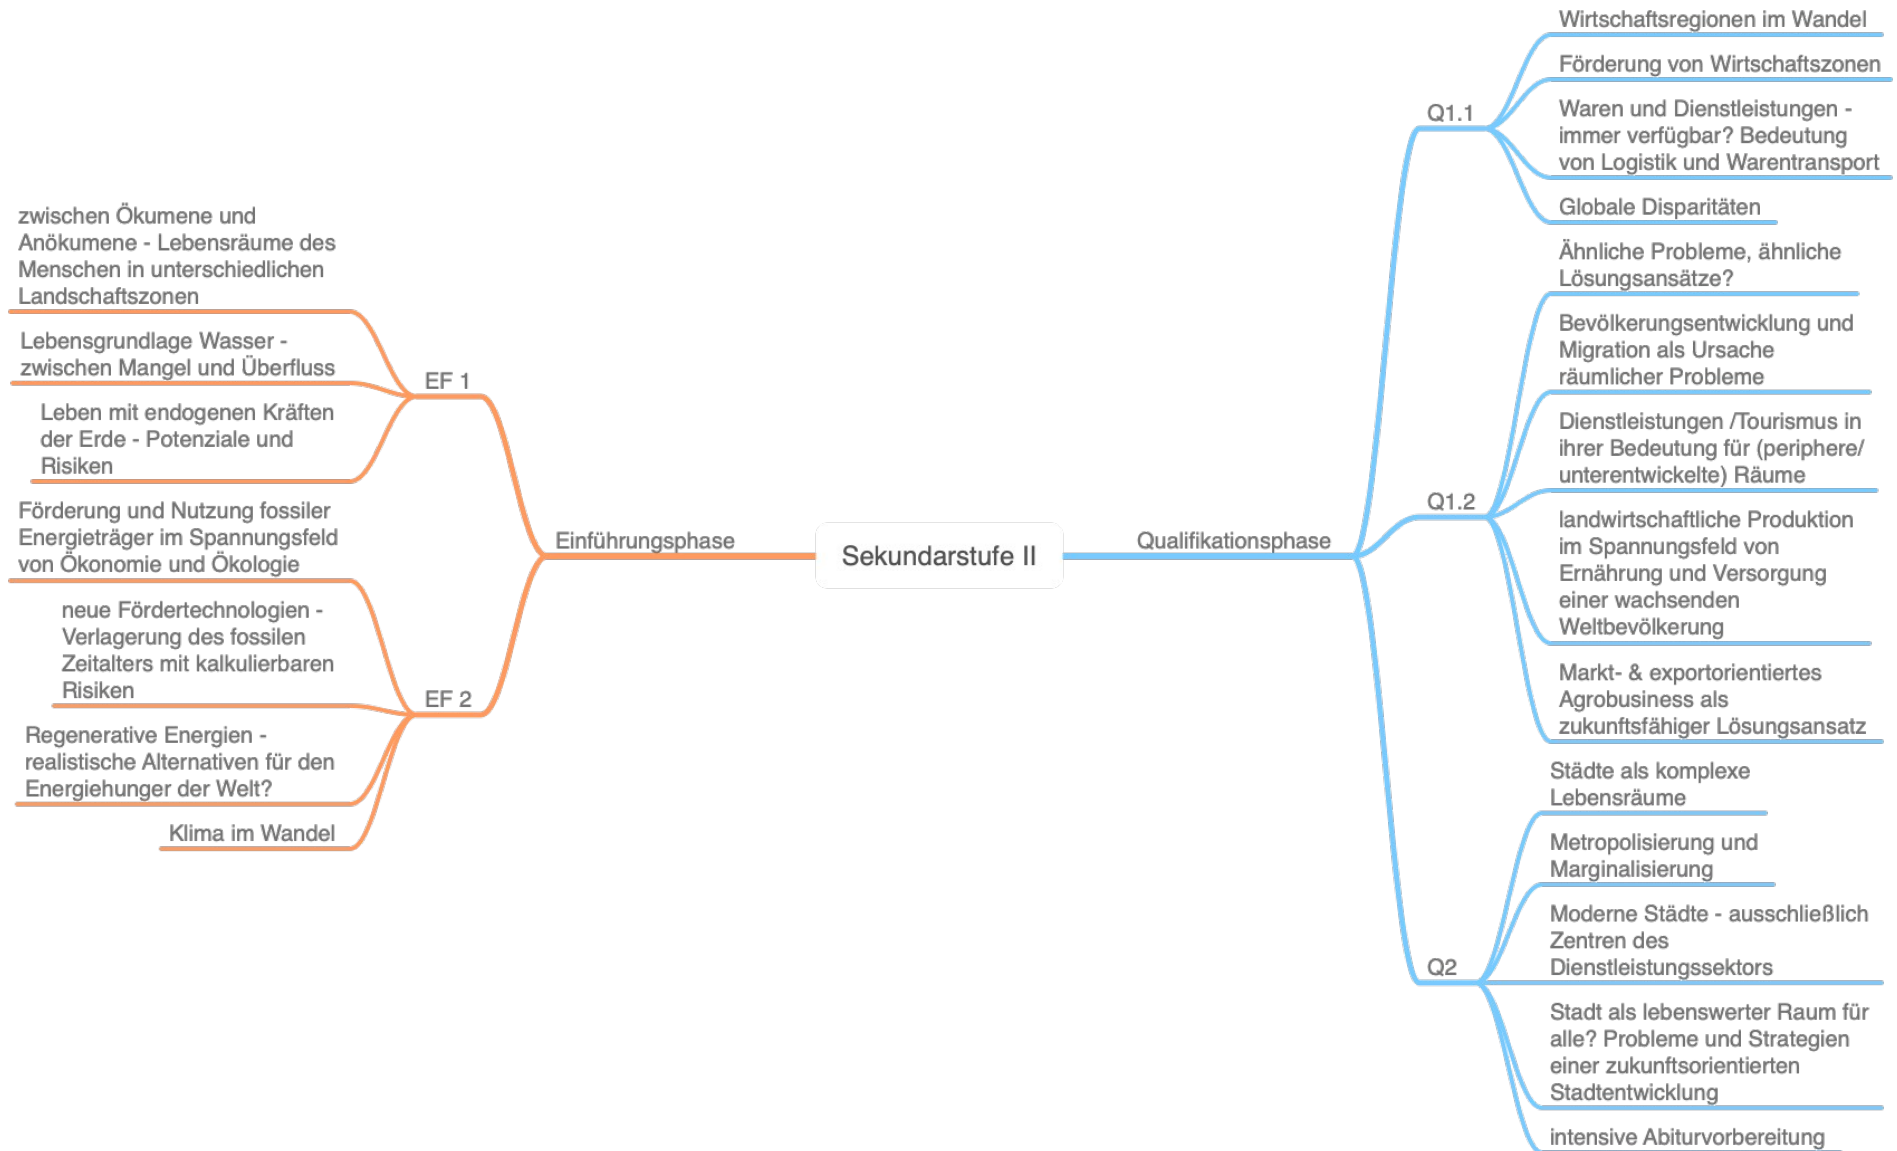 Sekundarstufe II
Einführungsphase
EF 1
zwischen Ökumene und
Anökumene - Lebensräume des
Menschen in unterschiedlichen
Landschaftszonen
Lebensgrundlage Wasser -
zwischen Mangel und Überfluss
Leben mit endogenen Kräften
der Erde - Potenziale und
Risiken
EF 2
Förderung und Nutzung fossiler
Energieträger im Spannungsfeld
von Ökonomie und Ökologie
neue Fördertechnologien -
Verlagerung des fossilen
Zeitalters mit kalkulierbaren
Risiken
Regenerative Energien -
realistische Alternativen für den
Energiehunger der Welt?
Klima im Wandel
Qualifikationsphase
Q1.1
Wirtschaftsregionen im Wandel
Förderung von Wirtschaftszonen
Waren und Dienstleistungen -
immer verfügbar? Bedeutung
von Logistik und Warentransport
Globale Disparitäten
Q1.2
Ähnliche Probleme, ähnliche
Lösungsansätze?
Bevölkerungsentwicklung und
Migration als Ursache
räumlicher Probleme
Dienstleistungen /Tourismus in
ihrer Bedeutung für (periphere/
unterentwickelte) Räume
landwirtschaftliche Produktion
im Spannungsfeld von
Ernährung und Versorgung
einer wachsenden
Weltbevölkerung
Markt- & exportorientiertes
Agrobusiness als
zukunftsfähiger Lösungsansatz
Q2
Städte als komplexe
Lebensräume
Metropolisierung und
Marginalisierung
Moderne Städte - ausschließlich
Zentren des
Dienstleistungssektors
Stadt als lebenswerter Raum für
alle? Probleme und Strategien
einer zukunftsorientierten
Stadtentwicklung
intensive Abiturvorbereitung